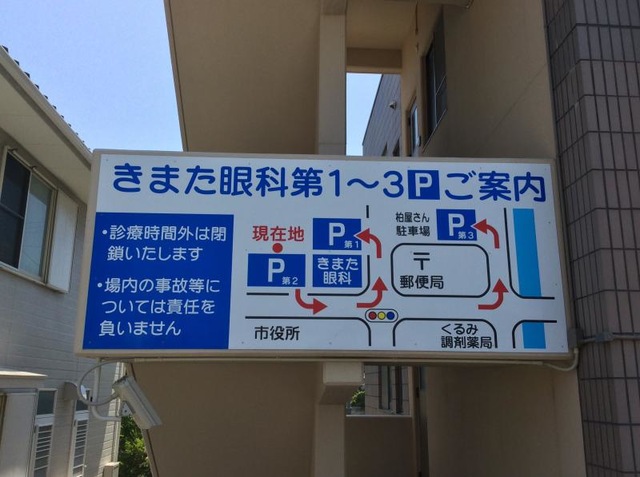 きまた眼科第1～3Pご案内
・診療時間外は閉
鎖いたします
・場内の事故等に
ついては責任を
負いません
現在地
P第2
P第1
きまた
眼科
柏屋さん
駐車場
P第3
〒
郵便局
市役所
くるみ
調剤薬局